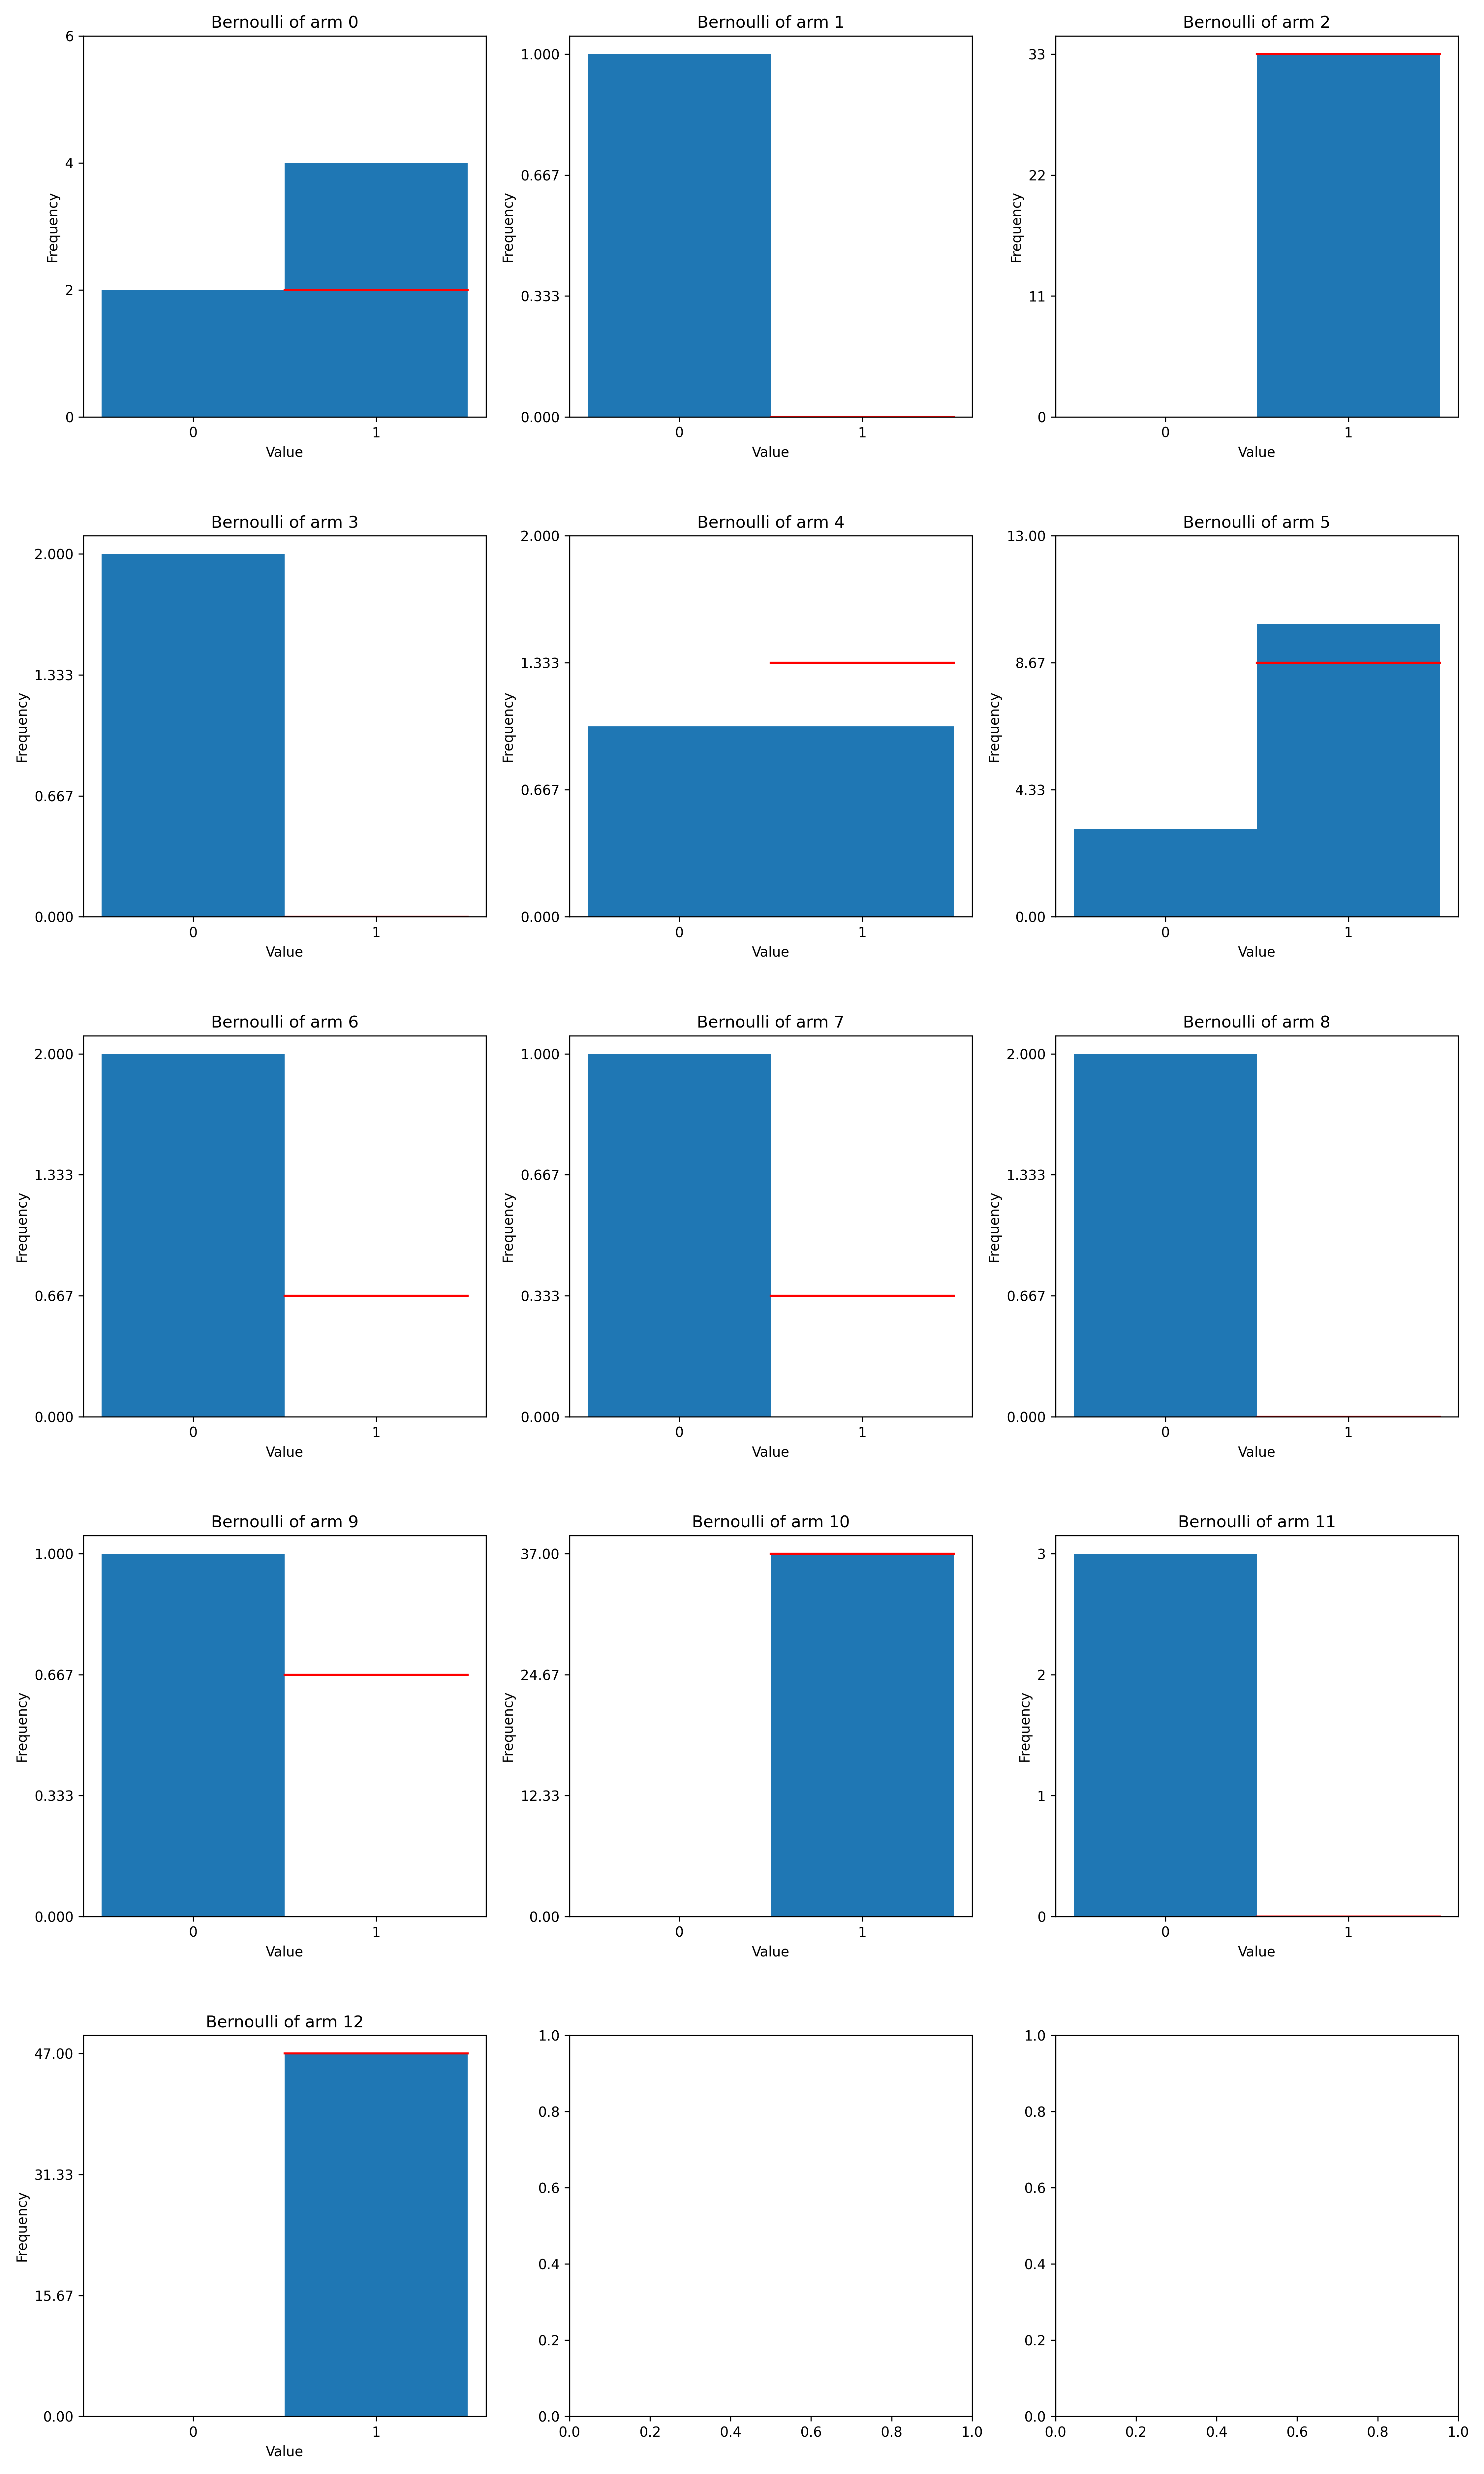 Bernoulli of arm 0
Bernoulli of arm 1
Bernoulli of arm 2
6
4
2
0
Frequency
0 1
Value
1.000
0.667
0.333
0.000
Frequency
0 1
Value
33
22
11
0
Frequency
0 1
Value
Bernoulli of arm 3
Bernoulli of arm 4
Bernoulli of arm 5
2.000
1.333
0.667
0.000
Frequency
0 1
Value
2.000
1.333
0.667
0.000
Frequency
0 1
Value
13.00
8.67
4.33
0.00
Frequency
0 1
Value
Bernoulli of arm 6
Bernoulli of arm 7
Bernoulli of arm 8
2.000
1.333
0.667
0.000
Frequency
0 1
Value
1.000
0.667
0.333
0.000
Frequency
0 1
Value
2.000
1.333
0.667
0.000
Frequency
0 1
Value
Bernoulli of arm 9
Bernoulli of arm 10
Bernoulli of arm 11
1.000
0.667
0.333
0.000
Frequency
0 1
Value
37.00
24.67
12.33
0.00
Frequency
0 1
Value
3
2
1
0
Frequency
0 1
Value
Bernoulli of arm 12
47.00
31.33
15.67
0.00
Frequency
0 1
Value
1.0
0.8
0.6
0.4
0.2
0.0
0.0 0.2 0.4 0.6 0.8 1.0
1.0
0.8
0.6
0.4
0.2
0.0
0.0 0.2 0.4 0.6 0.8 1.0